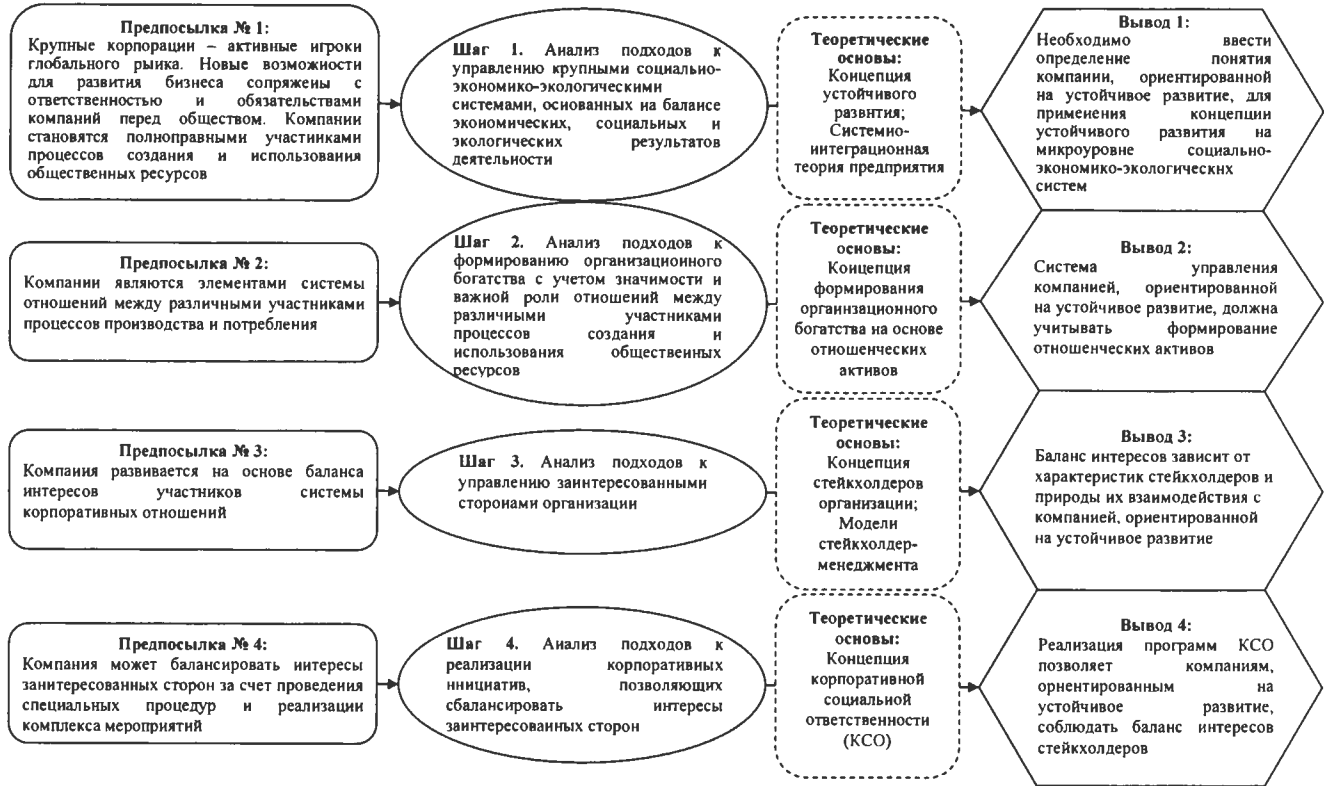 Предпосылка № 1:
Крупные корпорации – активные игроки
глобального рынка. Новые возможности
для развития бизнеса сопряжены с
ответственностью и обязательствами
компаний перед обществом. Компании
становятся полноправными участниками
процессов создания и использования
общественных ресурсов
Шаг 1. Анализ подходов к
управлению крупными социально-
экономико-экологическими
системами, основанных на балансе
экономических, социальных и
экологических результатов
деятельности
Теоретические
основы:
Концепция
устойчивого
развития;
Системно-
интеграционная
теория предприятия
Вывод 1:
Необходимо ввести
определение понятия
компании, ориентированной
на устойчивое развитие, для
применения концепции
устойчивого развития на
микроуровне социально-
экономико-экологических
систем
Предпосылка № 2:
Компании являются элементами системы
отношений между различными участниками
процессов производства и потребления
Шаг 2. Анализ подходов к
формированию организационного
богатства с учетом значимости и
важной роли отношений между
различными участниками
процессов создания и
использования общественных
ресурсов
Теоретические
основы:
Концепция
формирования
организационного
богатства на основе
отношенческих
активов
Вывод 2:
Система управления
компанией, ориентированной
на устойчивое развитие, должна
учитывать формирование
отношенческих активов
Предпосылка № 3:
Компания развивается на основе баланса
интересов участников системы
корпоративных отношений
Шаг 3. Анализ подходов к
управлению заинтересованными
сторонами организации
Теоретические
основы:
Концепция
стейкхолдеров
организации;
Модели
стейкхолдер-
менеджмента
Вывод 3:
Баланс интересов зависит от
характеристик стейкхолдеров и
природы их взаимодействия с
компанией, ориентированной
на устойчивое развитие
Предпосылка № 4:
Компания может балансировать интересы
заинтересованных сторон за счет проведения
специальных процедур и реализации
комплекса мероприятий
Шаг 4. Анализ подходов к
реализации корпоративных
инициатив, позволяющих
сбалансировать интересы
заинтересованных сторон
Теоретические
основы:
Концепция
корпоративной
социальной
ответственности
(КСО)
Вывод 4:
Реализация программ КСО
позволяет компаниям,
ориентированным на
устойчивое развитие,
соблюдать баланс интересов
стейкхолдеров